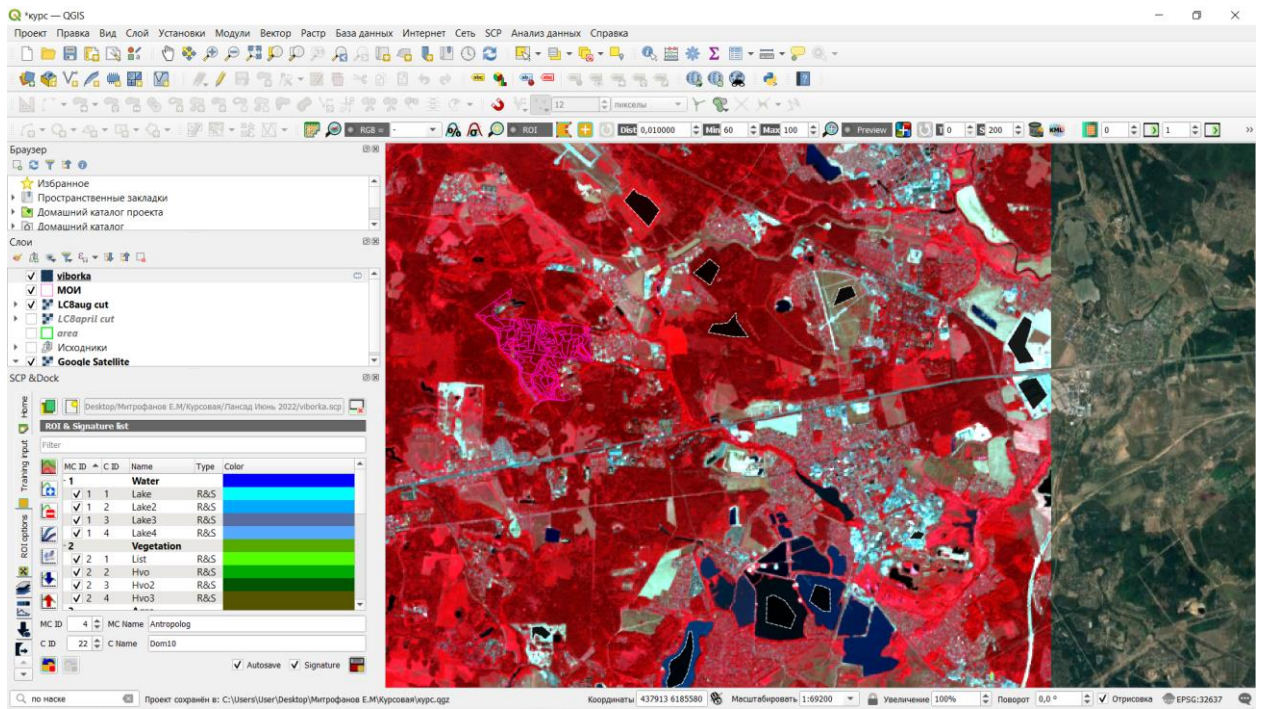 *курс — QGIS
Проект Правка Вид Слой Установки Модули Вектор Растр База данных Интернет Сеть SCP Анализ данных Справка
12 пикселы
RGB = - ROI Dist 0,010000 Min 60 Max 100 Preview T 0 S 200 KML 0 1 »
Браузер
Избранное
Пространственные закладки
Домашний каталог проекта
Домашний каталог
Слои
viborka
МОИ
LC8aug cut
LC8april cut
area
Исходники
Google Satellite
SCP &Dock
Home
Training input
ROI options
Desktop/Митрофанов Е.М/Курсовая/Лансад Июнь 2022/viborka.scp
ROI & Signature list
Filter
MC ID C ID Name Type Color
1 Water
1 1 Lake R&S
1 2 Lake2 R&S
1 3 Lake3 R&S
1 4 Lake4 R&S
2 Vegetation
2 1 List R&S
2 2 Hvo R&S
2 3 Hvo2 R&S
2 4 Hvo3 R&S
MC ID 4 MC Name Antropolog
C ID 22 C Name Dom10
Autosave Signature
по маске Проект сохранён в: C:\Users\User\Desktop\Митрофанов Е.М\Курсовая\курс.qgz Координаты 437913 6185580 Масштабировать 1:69200 Увеличение 100% Поворот 0,0 ° Отрисовка EPSG:32637